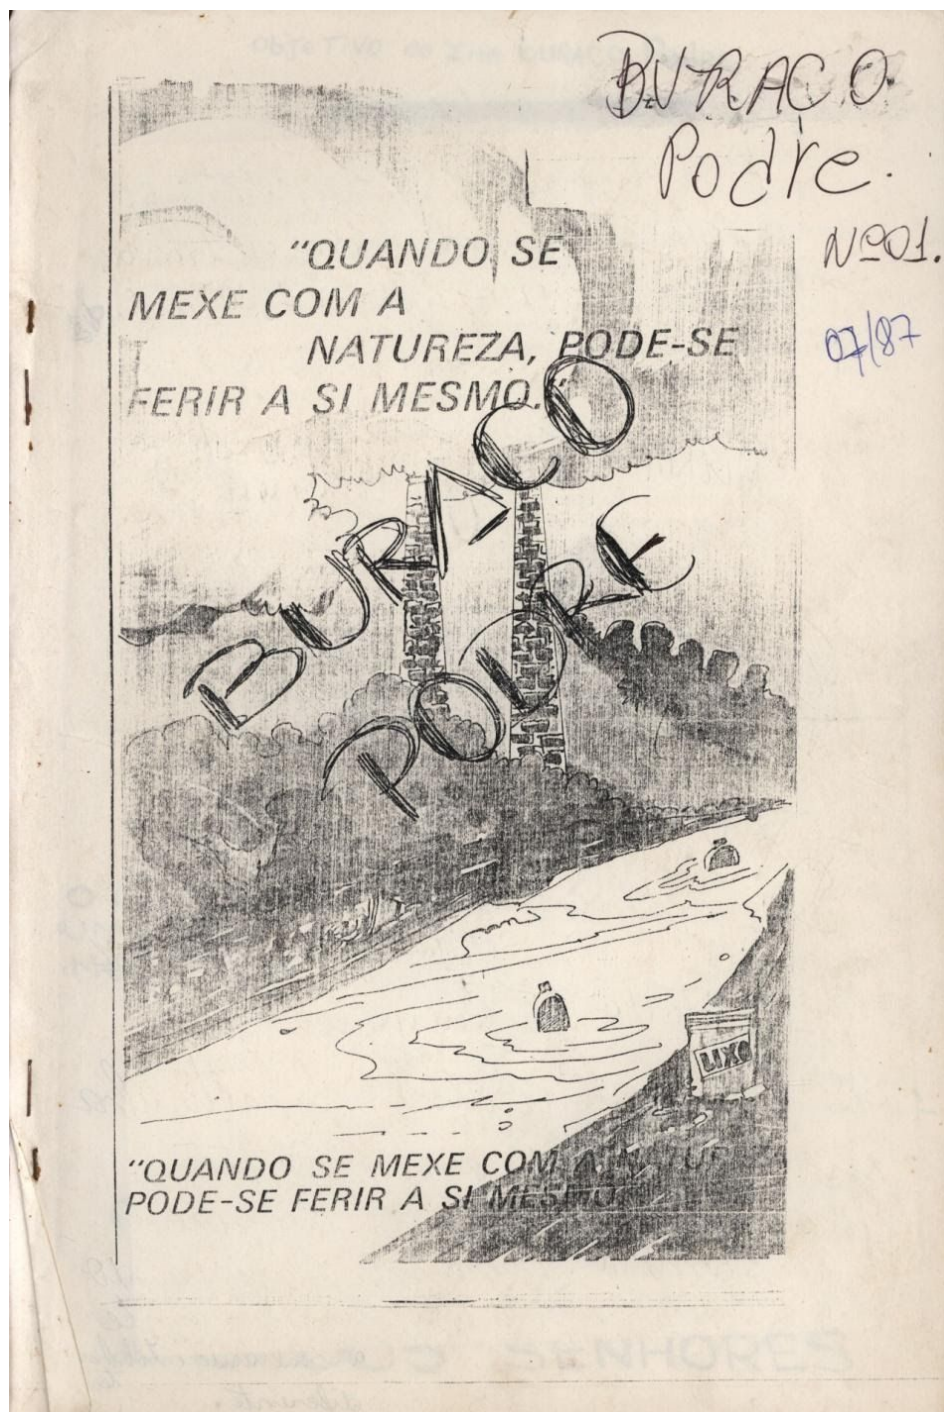 BURACO
Podre.
Nº01.
07/87
"QUANDO SE
MEXE COM A
NATUREZA, PODE-SE
FERIR A SI MESMO."
BURACO
PODRE
LIXO
"QUANDO SE MEXE COM A
PODE-SE FERIR A SI MESMO